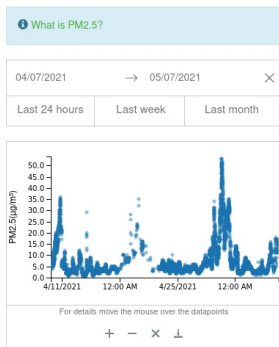 What is PM2.5?
04/07/2021 → 05/07/2021 ×
Last 24 hours Last week Last month
PM2.5(µg/m³)
50.0
45.0
40.0
35.0
30.0
25.0
20.0
15.0
10.0
5.0
0.0
4/11/2021 12:00 AM 4/25/2021 12:00 AM
For details move the mouse over the datapoints